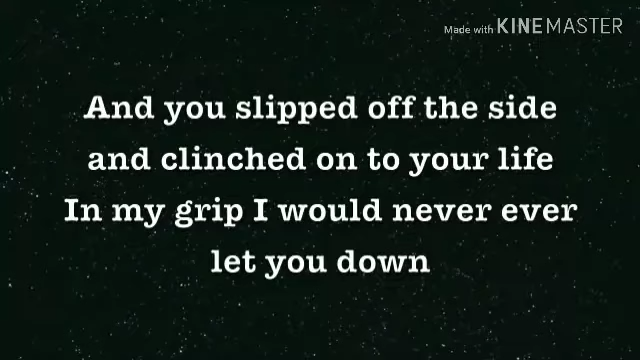 Made with KINEMASTER
And you slipped off the side
and clinched on to your life
In my grip I would never ever
let you down